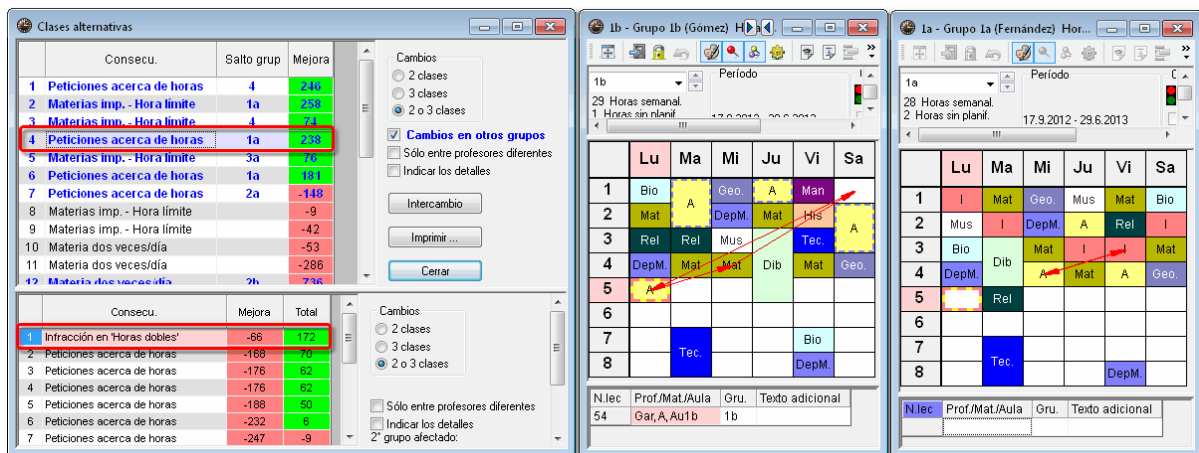 Clases alternativas
Consecu. Salto grup Mejora
1 Peticiones acerca de horas 4 246
2 Materias imp. - Hora límite 1a 258
3 Materias imp. - Hora límite 4 74
4 Peticiones acerca de horas 1a 238
5 Materias imp. - Hora límite 3a 76
6 Peticiones acerca de horas 1a 181
7 Peticiones acerca de horas 2a -148
8 Materias imp. - Hora límite -9
9 Materias imp. - Hora límite -42
10 Materia dos veces/día -53
11 Materia dos veces/día -286
12 Materia dos veces/día 2b 736
Cambios
2 clases
3 clases
2 o 3 clases
Cambios en otros grupos
Sólo entre profesores diferentes
Indicar los detalles
Intercambio
Imprimir ...
Cerrar
Consecu. Mejora Total
1 Infracción en 'Horas dobles' -66 172
2 Peticiones acerca de horas -168 70
3 Peticiones acerca de horas -176 62
4 Peticiones acerca de horas -176 62
5 Peticiones acerca de horas -188 50
6 Peticiones acerca de horas -232 6
7 Peticiones acerca de horas -247 -9
Cambios
2 clases
3 clases
2 o 3 clases
Sólo entre profesores diferentes
Indicar los detalles
2° grupo afectado:
1b - Grupo 1b (Gómez)
1b
Período
29 Horas semanal.
1 Horas sin planif.
Lu Ma Mi Ju Vi Sa
1 Bio A Geo. A Man
2 Mat DepM. Mat His A
3 Rel Rel Mus Dib Tec.
4 DepM. Mat Mat Mat Geo.
5 A
6
7 Tec. Bio
8 DepM.
N.lec Prof./Mat./Aula Gru. Texto adicional
54 Gar, A, Au1b 1b
1a - Grupo 1a (Fernández) Hor...
1a
Período
28 Horas semanal.
2 Horas sin planif.
17.9.2012 - 29.6.2013
Lu Ma Mi Ju Vi Sa
1 I Mat Geo. Mus Mat Bio
2 Mus I DepM. A Rel I
3 Bio Dib Mat I I Mat
4 DepM. A Mat A Geo.
5 Rel
6
7 Tec.
8 DepM.
N.lec Prof./Mat./Aula Gru. Texto adicional